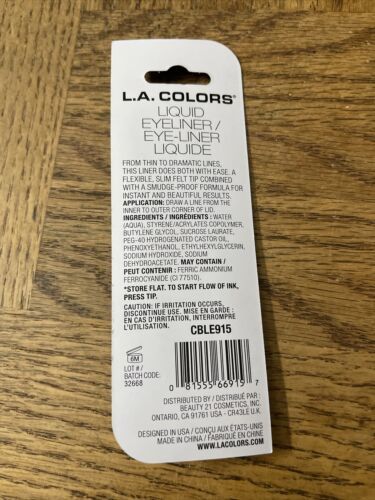 L.A. COLORS®
LIQUID
EYELINER /
EYE-LINER
LIQUIDE
FROM THIN TO DRAMATIC LINES,
THIS LINER DOES BOTH WITH EASE. A
FLEXIBLE, SLIM FELT TIP COMBINED
WITH A SMUDGE-PROOF FORMULA FOR
INSTANT AND BEAUTIFUL RESULTS.
APPLICATION: DRAW A LINE FROM THE
INNER TO OUTER CORNER OF LID.
INGREDIENTS / INGRÉDIENTS: WATER
(AQUA), STYRENE/ACRYLATES COPOLYMER,
BUTYLENE GLYCOL, SUCROSE LAURATE,
PEG-40 HYDROGENATED CASTOR OIL,
PHENOXYETHANOL, ETHYLHEXYLGLYCERIN,
SODIUM HYDROXIDE, SODIUM
DEHYDROACETATE. MAY CONTAIN /
PEUT CONTENIR : FERRIC AMMONIUM
FERROCYANIDE (CI 77510).
*STORE FLAT. TO START FLOW OF INK,
PRESS TIP.
CAUTION: IF IRRITATION OCCURS,
DISCONTINUE USE. MISE EN GARDE :
EN CAS D'IRRITATION, INTERROMPRE
L'UTILISATION.
CBLE915
6M
LOT # /
BATCH CODE:
32668
0 81555 66915 7
DISTRIBUTED BY / DISTRIBUÉ PAR :
BEAUTY 21 COSMETICS, INC.
ONTARIO, CA 91761 USA - CR43LE U.K.
DESIGNED IN USA / CONÇU AUX ÉTATS-UNIS
MADE IN CHINA / FABRIQUÉ EN CHINE
WWW.LACOLORS.COM